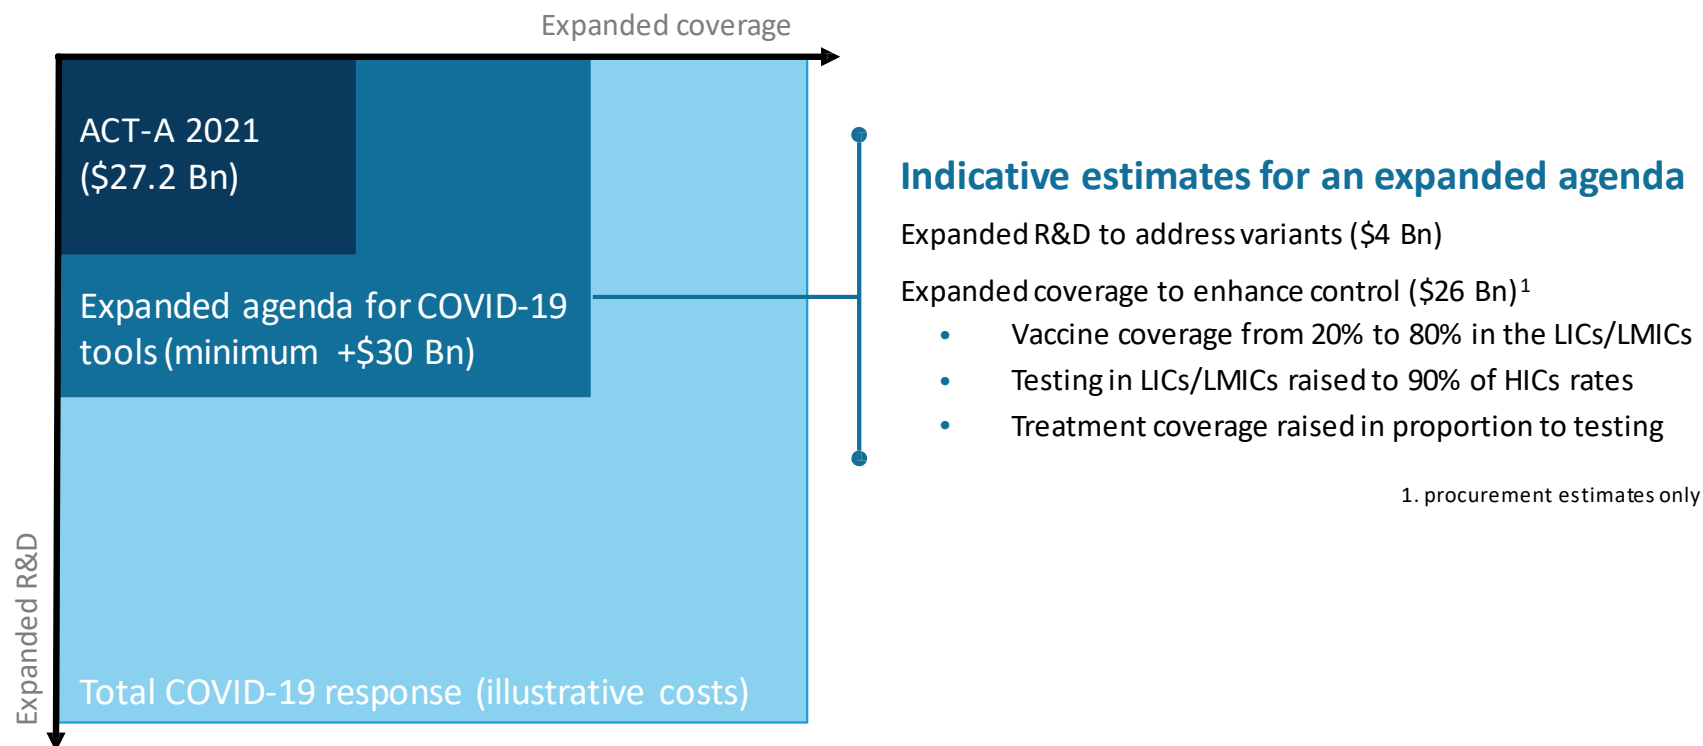 Expanded coverage
ACT-A 2021
($27.2 Bn)
Expanded agenda for COVID-19
tools (minimum +$30 Bn)
Total COVID-19 response (illustrative costs)
Expanded R&D
Indicative estimates for an expanded agenda
Expanded R&D to address variants ($4 Bn)
Expanded coverage to enhance control ($26 Bn)¹
• Vaccine coverage from 20% to 80% in the LICs/LMICs
• Testing in LICs/LMICs raised to 90% of HICs rates
• Treatment coverage raised in proportion to testing
1. procurement estimates only